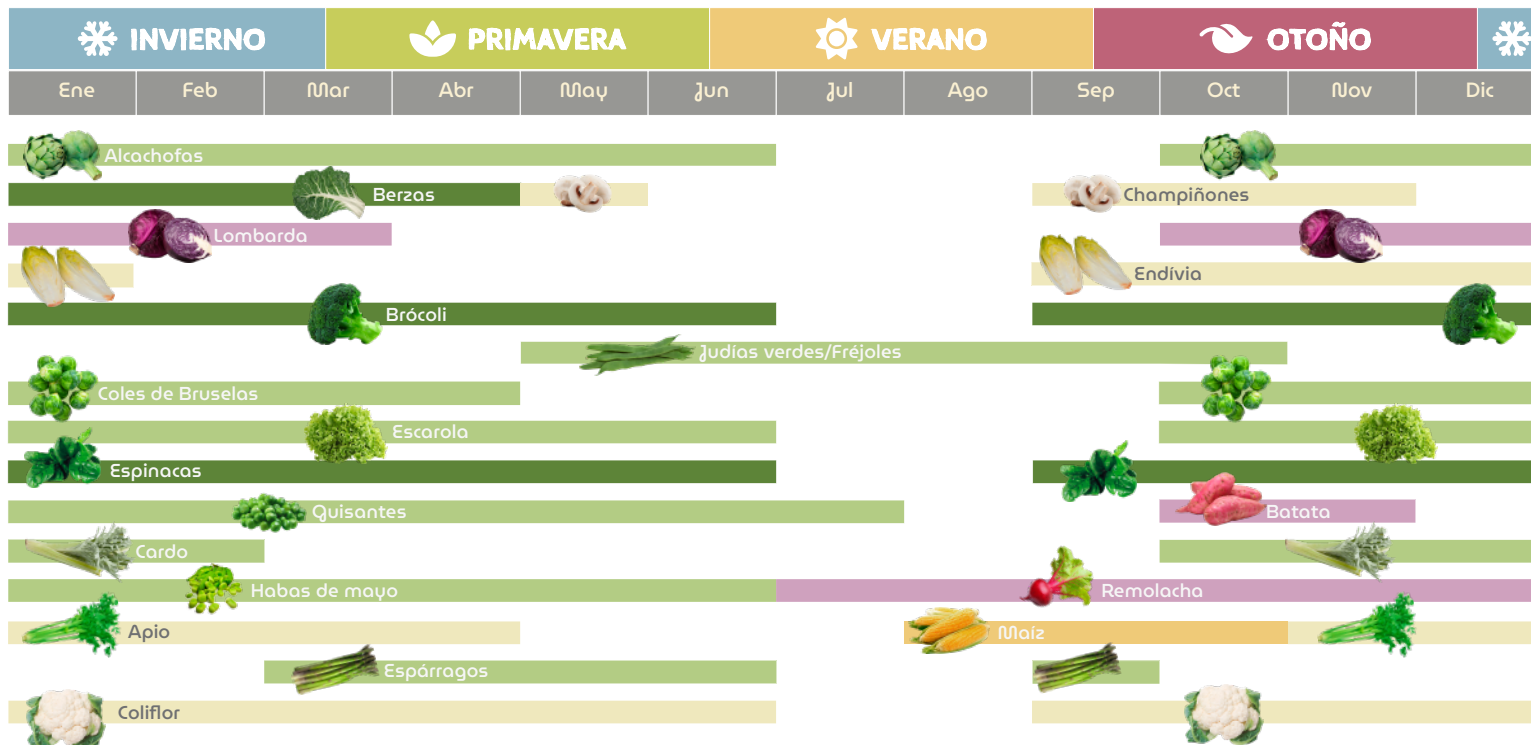 INVIERNO PRIMAVERA VERANO OTOÑO
Ene Feb Mar Abr May Jun Jul Ago Sep Oct Nov Dic
Alcachofas
Berzas Champiñones
Lombarda
Endívia
Brócoli
Judías verdes/Fréjoles
Coles de Bruselas
Escarola
Espinacas
Guisantes Batata
Cardo
Habas de mayo Remolacha
Apio Maíz
Espárragos
Coliflor